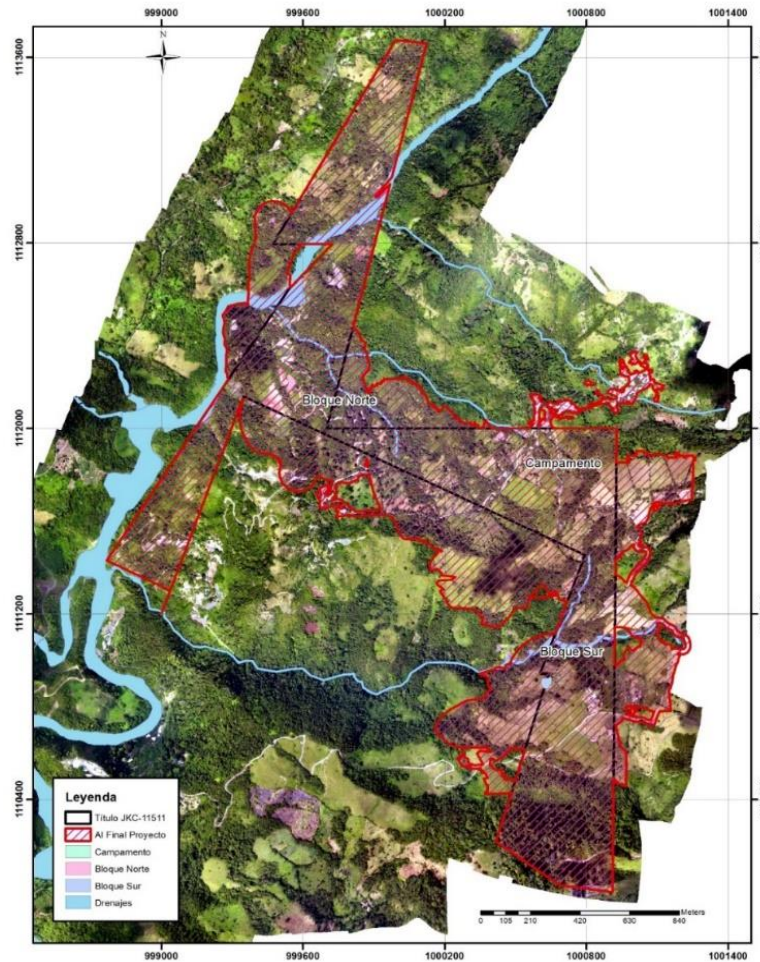 999000 999600 1000200 1000800 1001400
N
1113600
1112800
1112000
1111200
1110400
Bloque Norte
Campamento
Bloque Sur
Leyenda
Título JKC-11511
AI Final Proyecto
Campamento
Bloque Norte
Bloque Sur
Drenajes
Meters
0 105 210 420 630 840
999000 999600 1000200 1000800 1001400